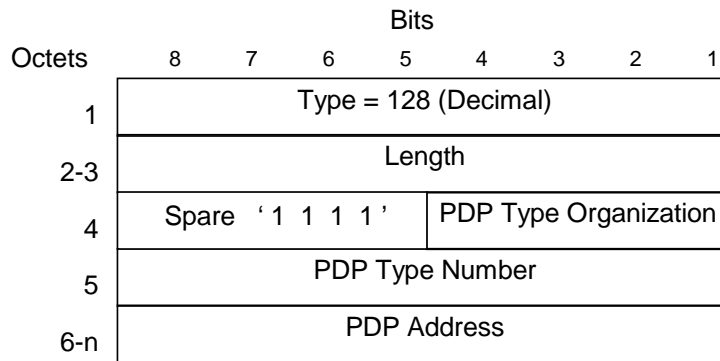 Bits
Octets 8 7 6 5 4 3 2 1
1 Type = 128 (Decimal)
2-3 Length
4 Spare ‘ 1 1 1 1 ’ PDP Type Organization
5 PDP Type Number
6-n PDP Address